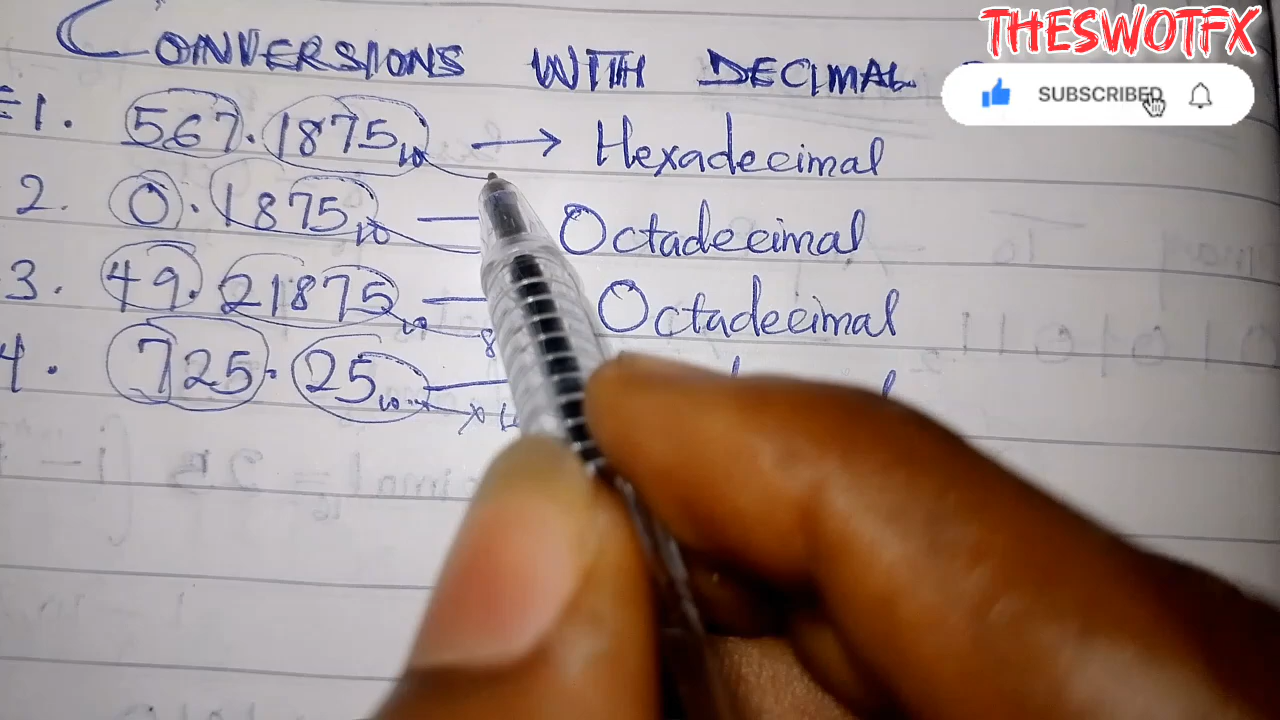 THESWOTFX
SUBSCRIBED
CONVERSIONS WITH DECIMAL
1. 567.1875₁₀ → Hexadecimal
2. 0.1875₁₀ — Octadecimal
3. 49.21875₁₀ — Octadecimal
8
4. 725.25₁₀ —